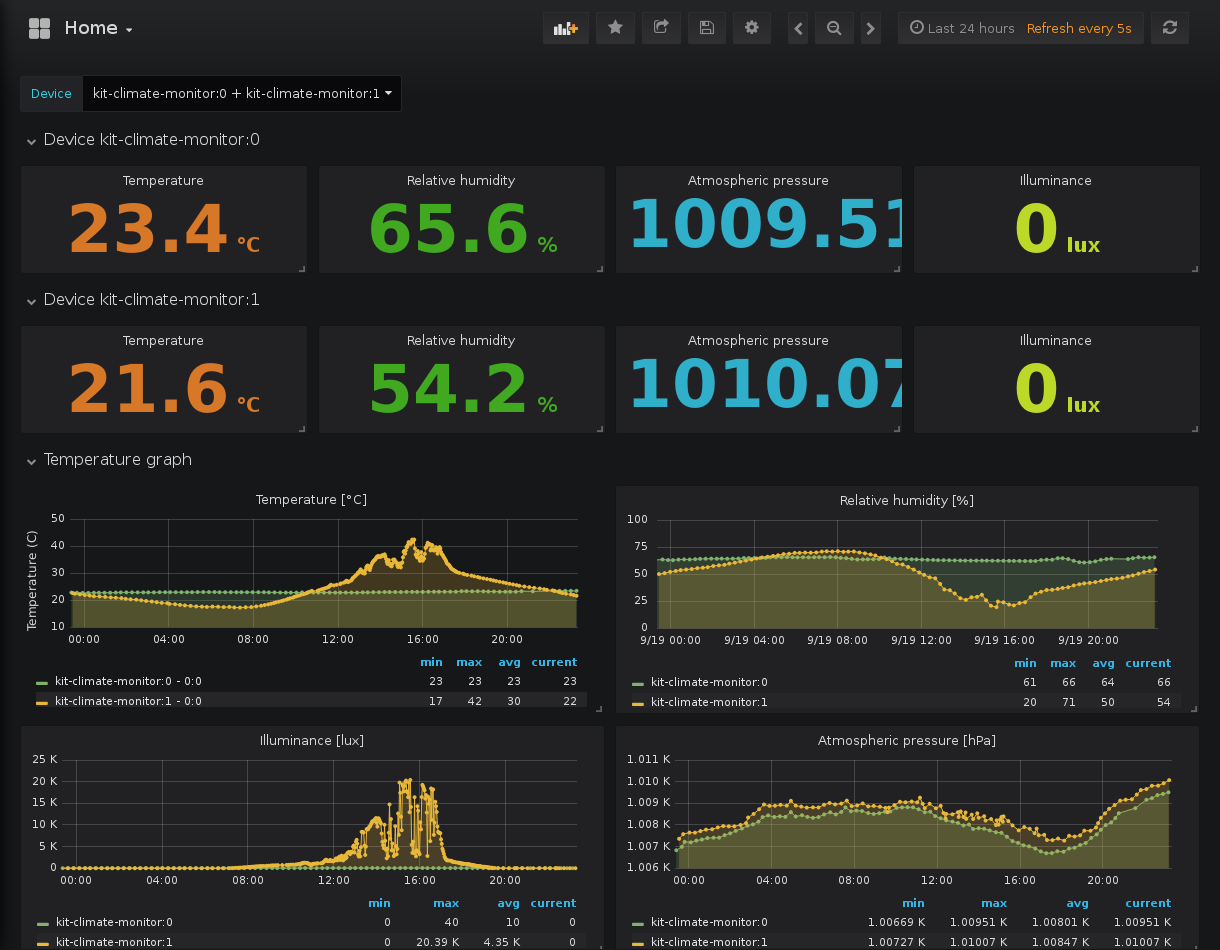 Home
Last 24 hours Refresh every 5s
Device kit-climate-monitor:0 + kit-climate-monitor:1
Device kit-climate-monitor:0
Temperature Relative humidity Atmospheric pressure Illuminance
23.4 °C 65.6 % 1009.51 0 lux
Device kit-climate-monitor:1
Temperature Relative humidity Atmospheric pressure Illuminance
21.6 °C 54.2 % 1010.07 0 lux
Temperature graph
Temperature [°C]
Temperature (C)
50
40
30
20
10
00:00 04:00 08:00 12:00 16:00 20:00
min max avg current
kit-climate-monitor:0 - 0:0 23 23 23 23
kit-climate-monitor:1 - 0:0 17 42 30 22
Relative humidity [%]
100
75
50
25
0
9/19 00:00 9/19 04:00 9/19 08:00 9/19 12:00 9/19 16:00 9/19 20:00
min max avg current
kit-climate-monitor:0 61 66 64 66
kit-climate-monitor:1 20 71 50 54
Illuminance [lux]
25 K
20 K
15 K
10 K
5 K
0
00:00 04:00 08:00 12:00 16:00 20:00
min max avg current
kit-climate-monitor:0 0 40 10 0
kit-climate-monitor:1 0 20.39 K 4.35 K 0
Atmospheric pressure [hPa]
1.011 K
1.010 K
1.009 K
1.008 K
1.007 K
1.006 K
00:00 04:00 08:00 12:00 16:00 20:00
min max avg current
kit-climate-monitor:0 1.00669 K 1.00951 K 1.00801 K 1.00951 K
kit-climate-monitor:1 1.00727 K 1.01007 K 1.00847 K 1.01007 K